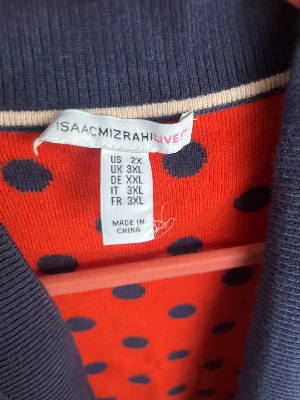 ISAACMIZRAHILIVE!
US 2X
UK 3XL
DE XXL
IT 3XL
FR 3XL
MADE IN
CHINA